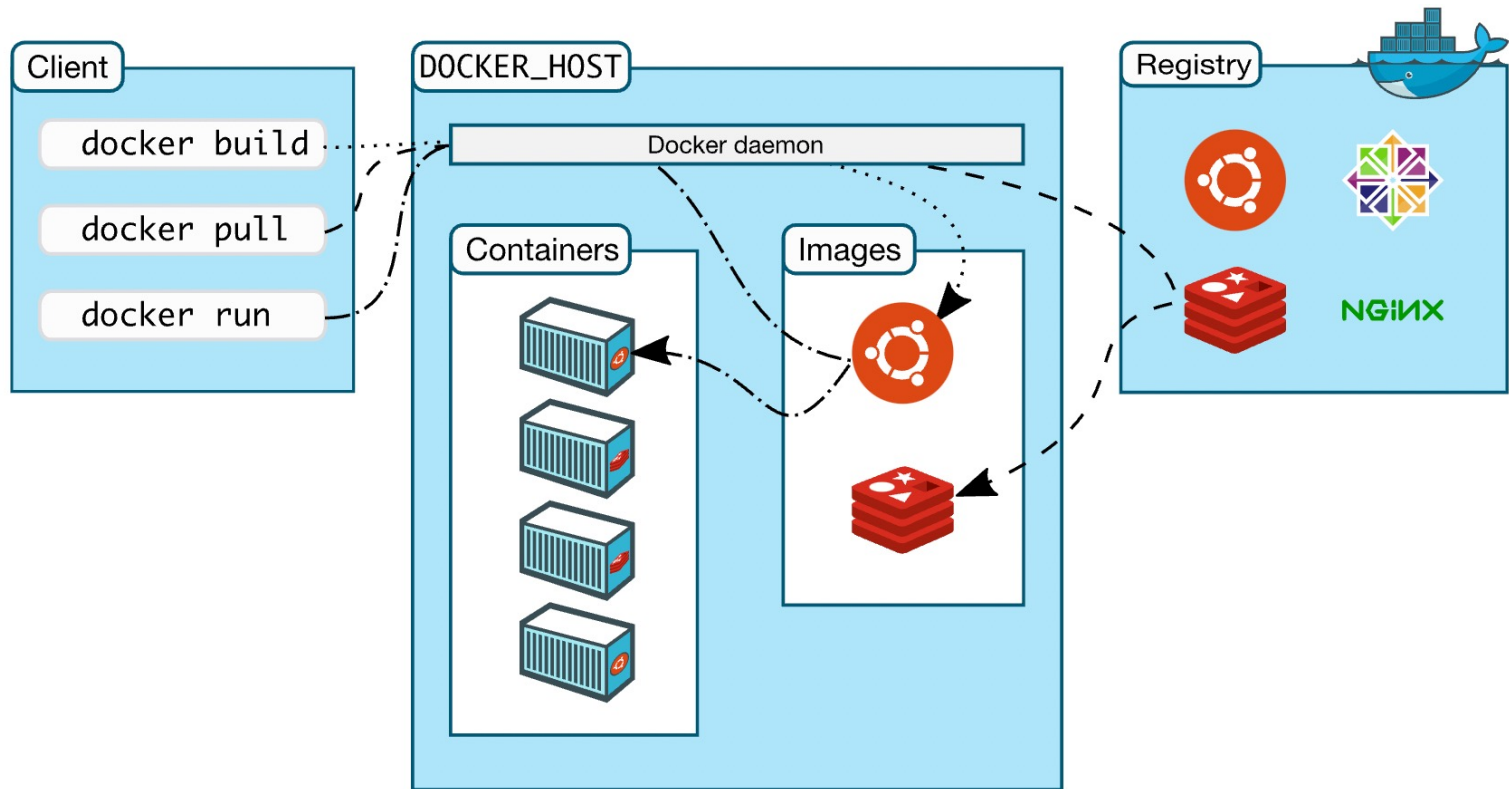 Client
docker build
docker pull
docker run
DOCKER_HOST
Docker daemon
Containers
Images
Registry
NGiNX